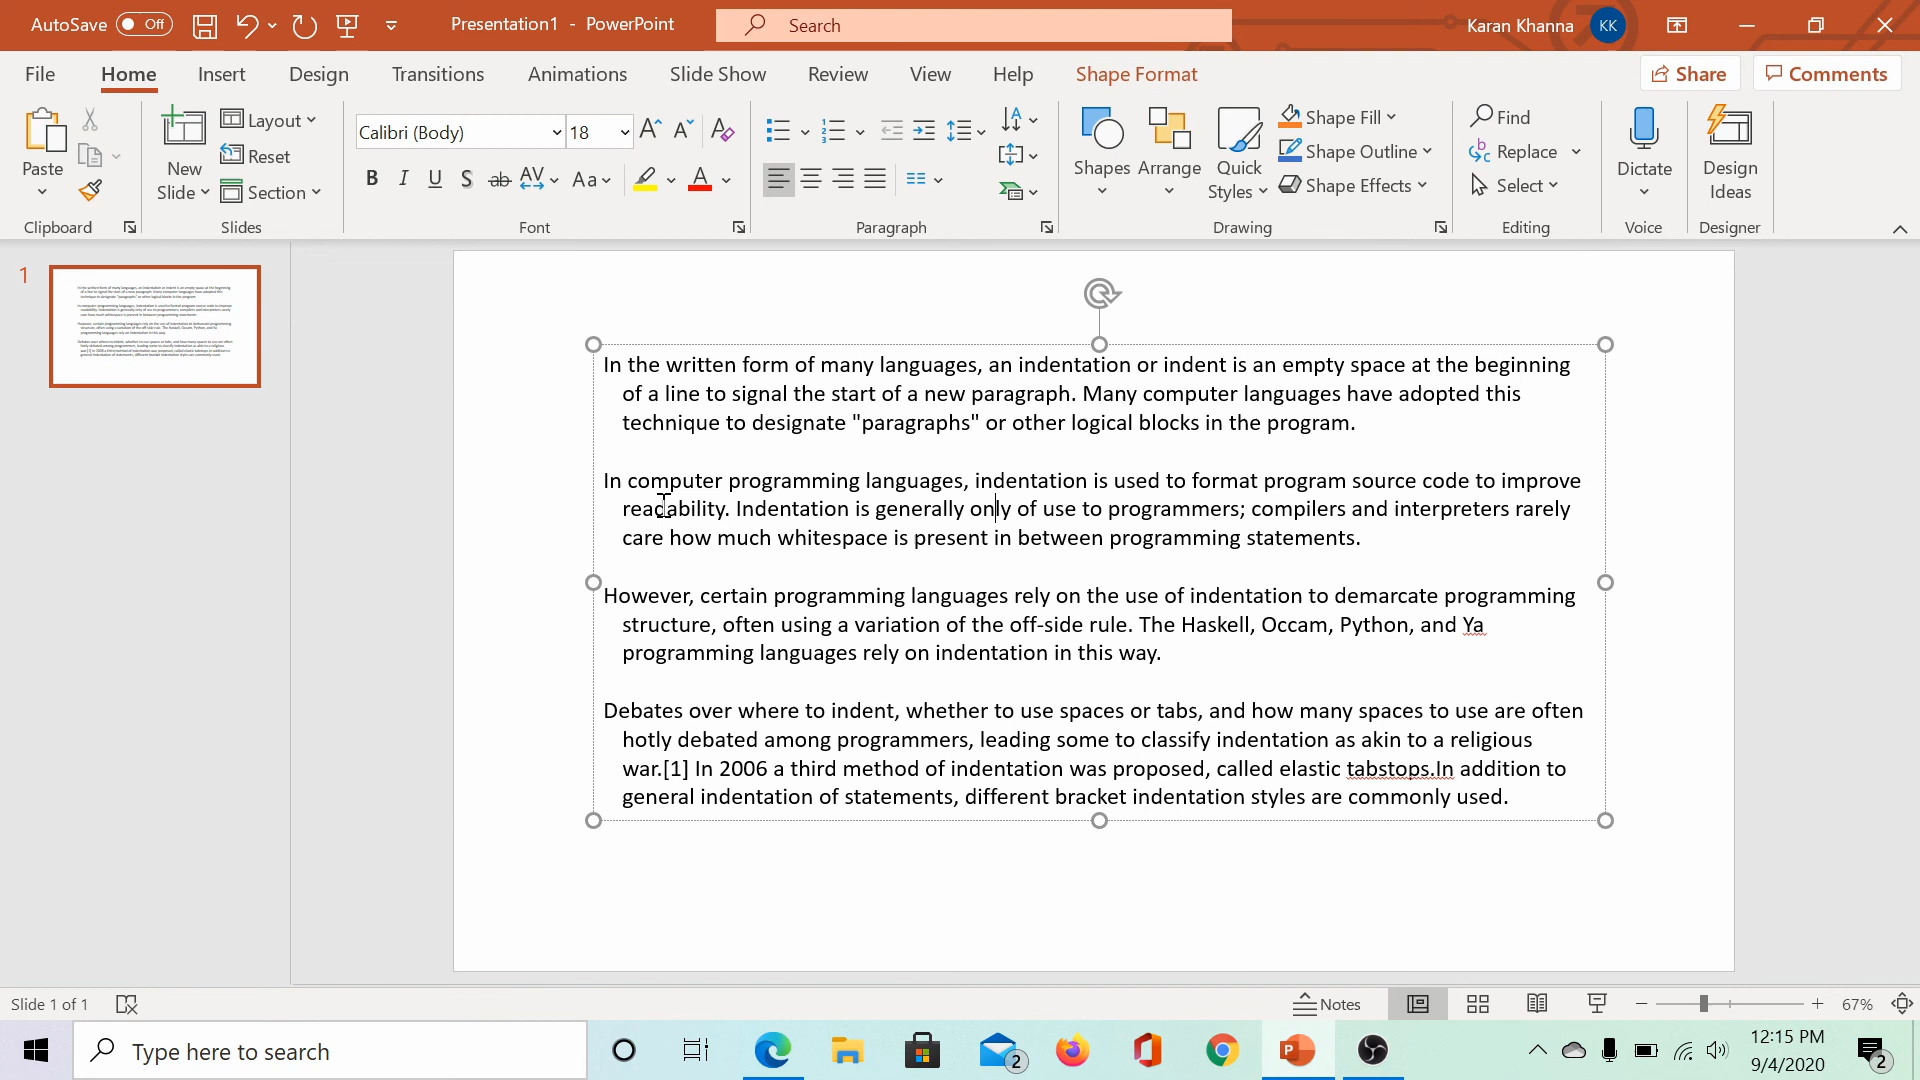 AutoSave Off Presentation1 - PowerPoint Search Karan Khanna KK
File Home Insert Design Transitions Animations Slide Show Review View Help Shape Format Share Comments
Paste New Slide Layout Reset Section
Calibri (Body) 18
Shapes Arrange Quick Styles Shape Fill Shape Outline Shape Effects
Find Replace Select Dictate Design Ideas
Clipboard Slides Font Paragraph Drawing Editing Voice Designer
1
In the written form of many languages, an indentation or indent is an empty space at the beginning
of a line to signal the start of a new paragraph. Many computer languages have adopted this
technique to designate "paragraphs" or other logical blocks in the program.
In computer programming languages, indentation is used to format program source code to improve
readability. Indentation is generally only of use to programmers; compilers and interpreters rarely
care how much whitespace is present in between programming statements.
However, certain programming languages rely on the use of indentation to demarcate programming
structure, often using a variation of the off-side rule. The Haskell, Occam, Python, and Ya
programming languages rely on indentation in this way.
Debates over where to indent, whether to use spaces or tabs, and how many spaces to use are often
hotly debated among programmers, leading some to classify indentation as akin to a religious
war.[1] In 2006 a third method of indentation was proposed, called elastic tabstops.In addition to
general indentation of statements, different bracket indentation styles are commonly used.
Slide 1 of 1 Notes 67%
Type here to search 2 12:15 PM
9/4/2020 2